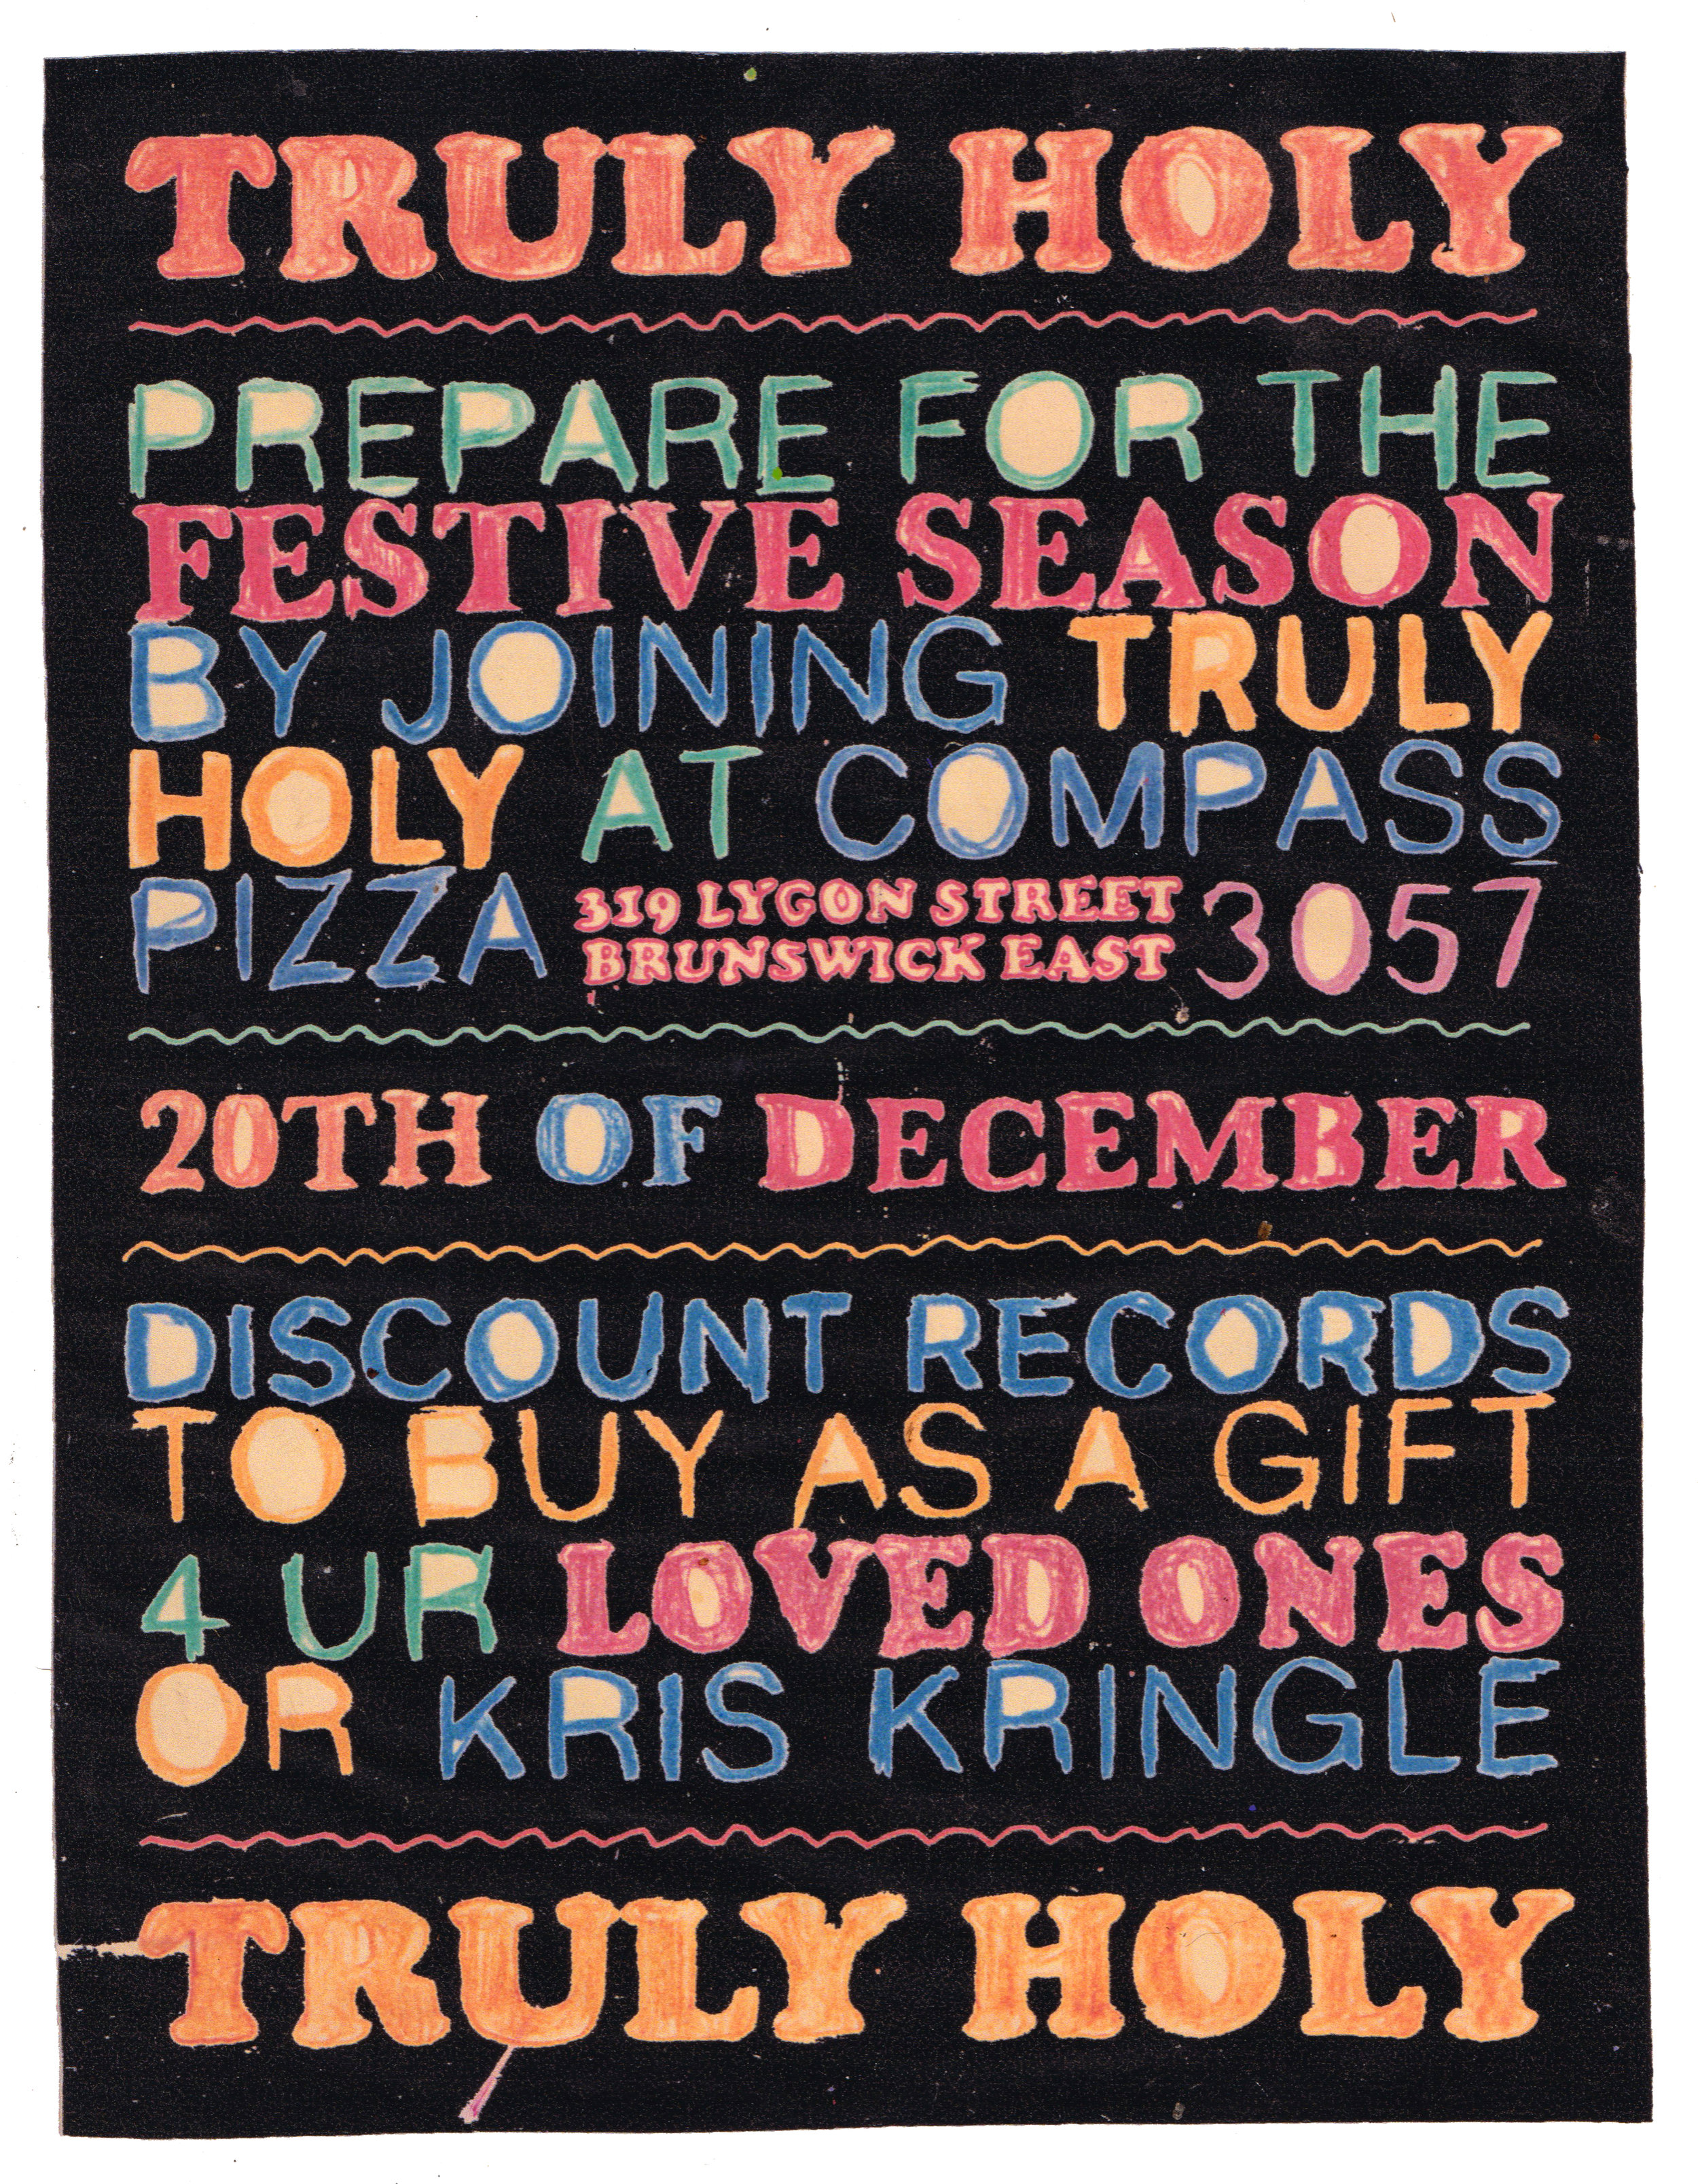 TRULY HOLY
PREPARE FOR THE
FESTIVE SEASON
BY JOINING TRULY
HOLY AT COMPASS
PIZZA 319 LYGON STREET
BRUNSWICK EAST 3057
20TH OF DECEMBER
DISCOUNT RECORDS
TO BUY AS A GIFT
4 UR LOVED ONES
OR KRIS KRINGLE
TRULY HOLY